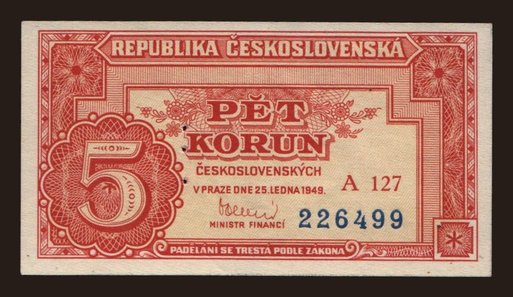 REPUBLIKA ČESKOSLOVENSKÁ
PĚT
KORUN
ČESKOSLOVENSKÝCH
V PRAZE DNE 25. LEDNA 1949.
A 127
MINISTR FINANCÍ
226499
5
PADĚLÁNÍ SE TRESTÁ PODLE ZÁKONA